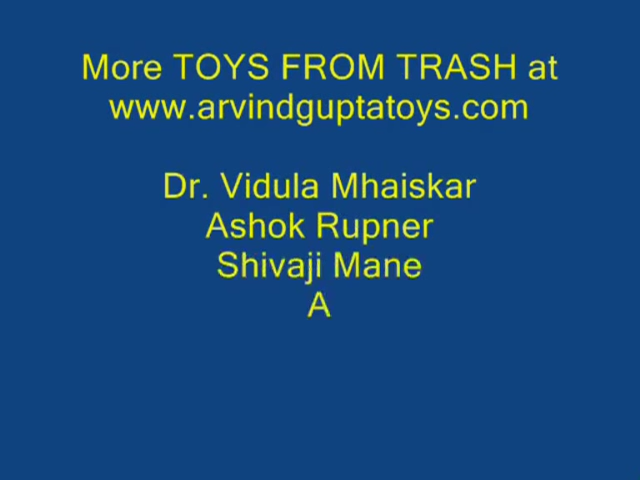 More TOYS FROM TRASH at
www.arvindguptatoys.com
Dr. Vidula Mhaiskar
Ashok Rupner
Shivaji Mane
A